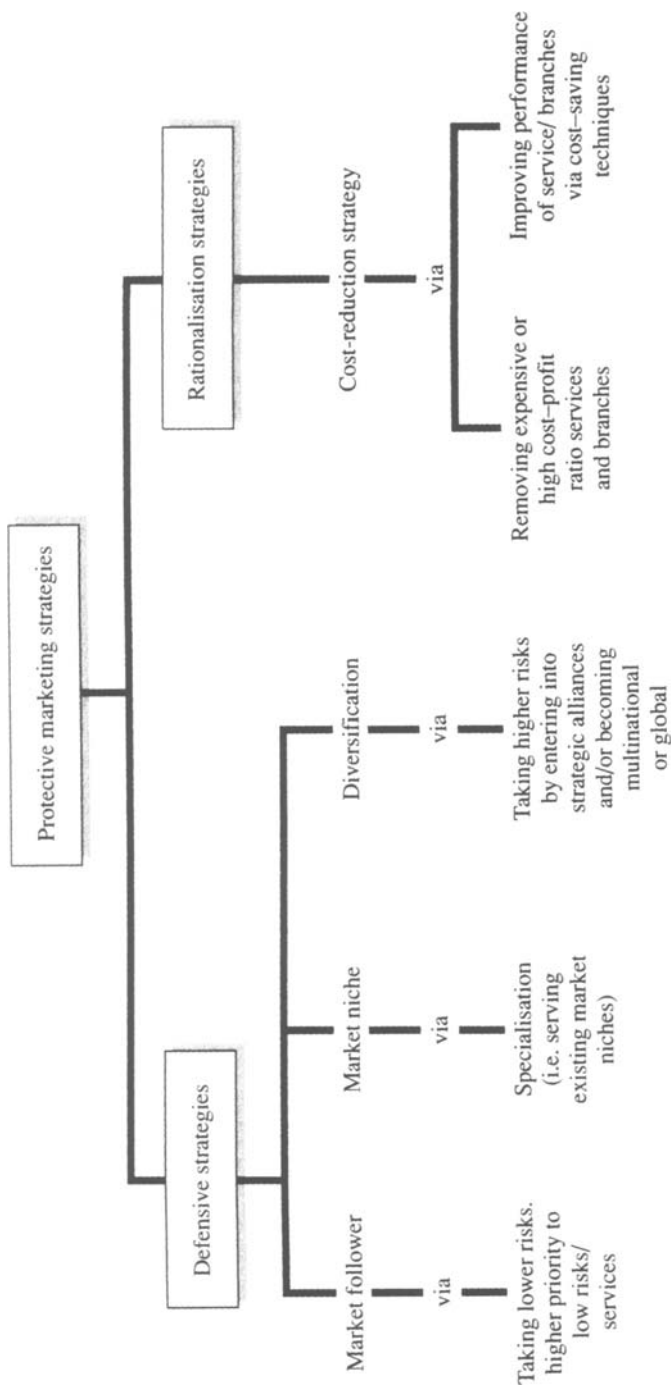 Protective marketing strategies
Defensive strategies
Rationalisation strategies
Market follower
Market niche
Diversification
Cost-reduction strategy
via
via
via
via
Taking lower risks.
higher priority to
low risks/
services
Specialisation
(i.e. serving
existing market
niches)
Taking higher risks
by entering into
strategic alliances
and/or becoming
multinational
or global
Removing expensive or
high cost–profit
ratio services
and branches
Improving performance
of service/ branches
via cost–saving
techniques